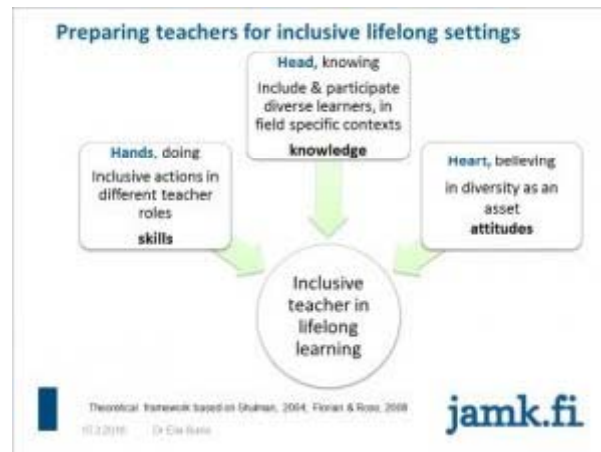 Preparing teachers for inclusive lifelong settings
Head, knowing
Include & participate
diverse learners, in
field specific contexts
knowledge
Hands, doing
Inclusive actions in
different teacher
roles
skills
Heart, believing
in diversity as an
asset
attitudes
Inclusive
teacher in
lifelong
learning
Theoretical framework based on Shulman, 2004, Florian & Rose, 2008
Dr
jamk.fi